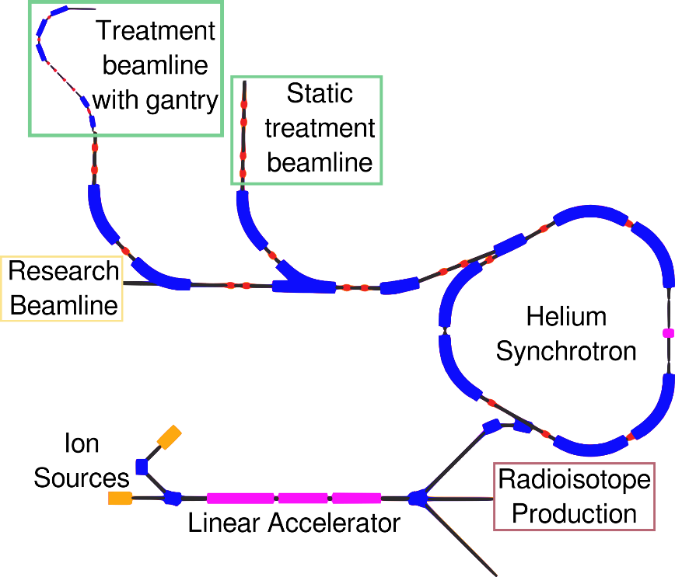 Treatment
beamline
with gantry
Static
treatment
beamline
Research
Beamline
Helium
Synchrotron
Ion
Sources
Linear Accelerator
Radioisotope
Production